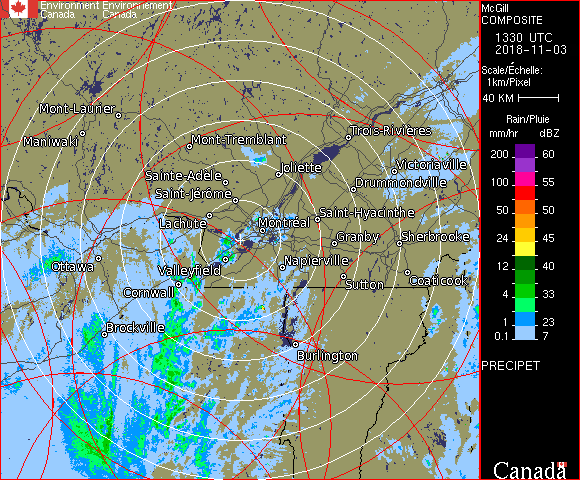 Environment Environnement
Canada Canada
McGill
COMPOSITE
1330 UTC
2018-11-03
Scale/Échelle:
1km/Pixel
40 KM
Rain/Pluie
mm/hr dBZ
200 60
100 55
50 50
24 45
12 40
4 33
1 23
0.1 7
PRECIPET
Canada
Mont-Laurier
Maniwaki
Mont-Tremblant
Trois-Rivières
Joliette
Victoriaville
Sainte-Adèle
Drummondville
Saint-Jérôme
Lachute
Montréal
Saint-Hyacinthe
Granby
Sherbrooke
Ottawa
Valleyfield
Napierville
Cornwall
Sutton
Coaticook
Brockville
Burlington